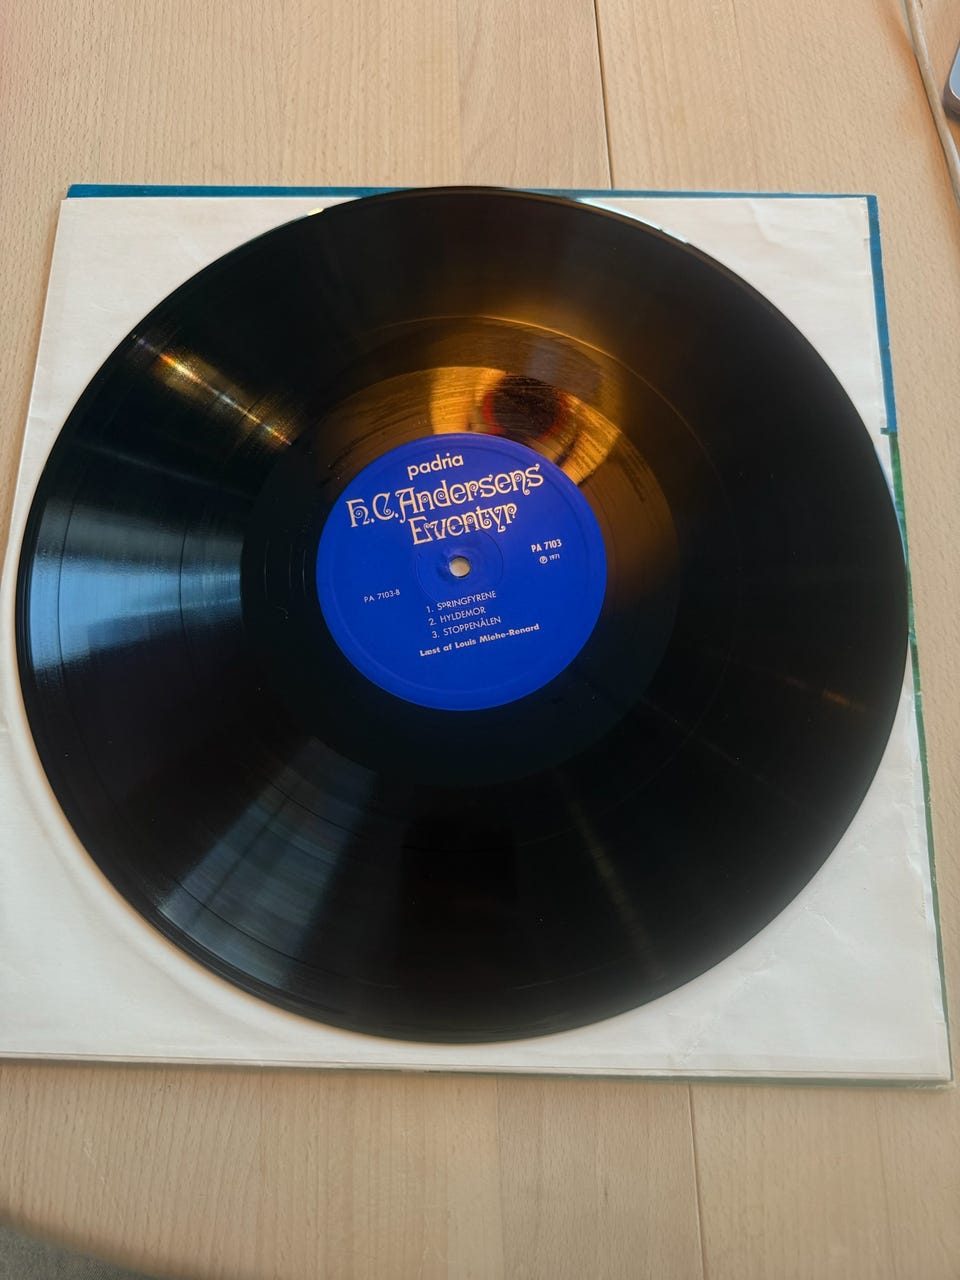 padria
H.C. Andersens
Eventyr
PA 7103
℗ 1971
PA 7103-B
1. SPRINGFYRENE
2. HYLDEMOR
3. STOPPENÅLEN
Læst af Louis Miehe-Renard